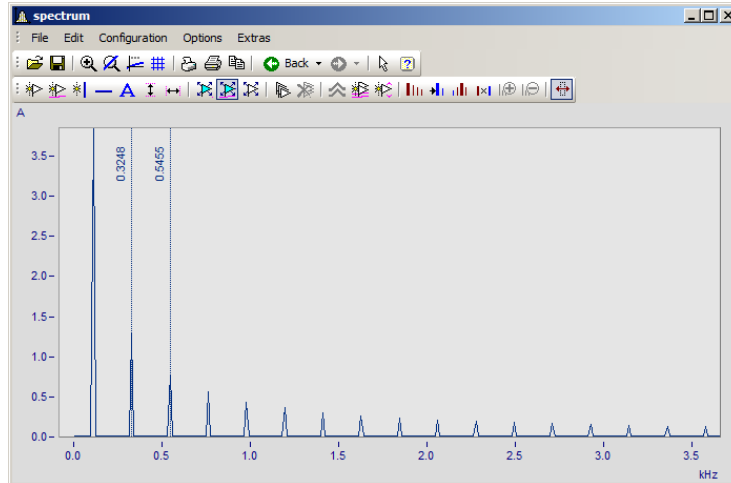 spectrum
File Edit Configuration Options Extras
Back
A
A
3.5
3.0
2.5
2.0
1.5
1.0
0.5
0.0
0.3248
0.5455
0.0 0.5 1.0 1.5 2.0 2.5 3.0 3.5
kHz